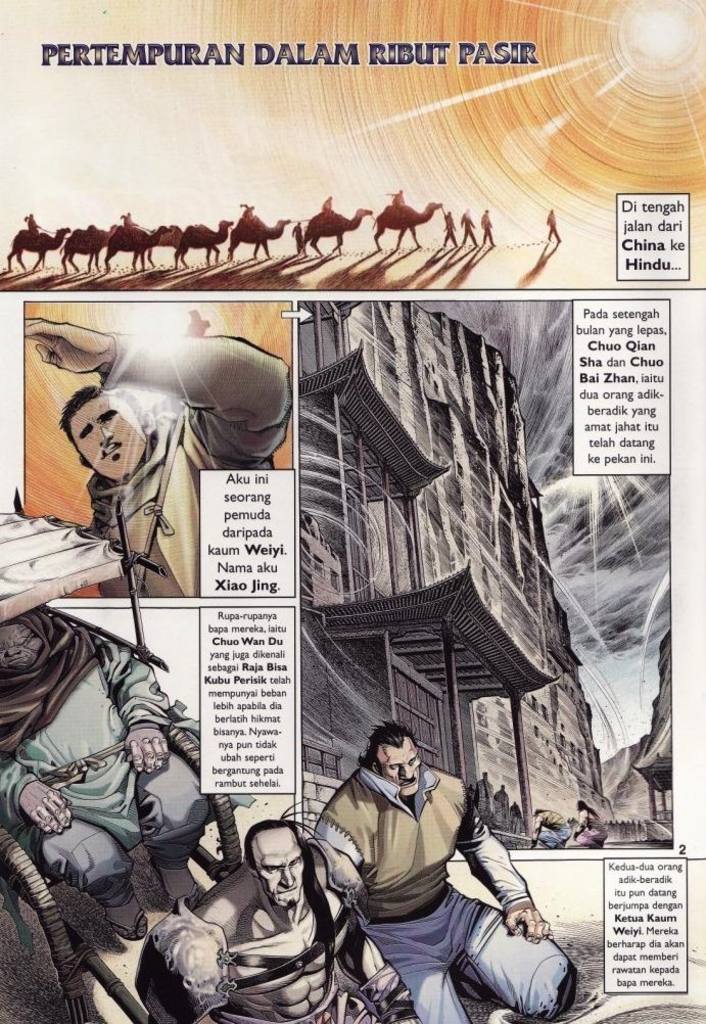 PERTEMPURAN DALAM RIBUT PASIR
Di tengah
jalan dari
China ke
Hindu...
Aku ini
seorang
pemuda
daripada
kaum Weiyi.
Nama aku
Xiao Jing.
Pada setengah
bulan yang lepas,
Chuo Qian
Sha dan Chuo
Bai Zhan, iaitu
dua orang adik-
beradik yang
amat jahat itu
telah datang
ke pekan ini.
Rupa-rupanya
bapa mereka, iaitu
Chuo Wan Du
yang juga dikenali
sebagai Raja Bisa
Kubu Perisik telah
mempunyai beban
lebih apabila dia
berlatih hikmat
bisanya. Nyawa-
nya pun tidak
ubah seperti
bergantung pada
rambut sehelai.
2
Kedua-dua orang
adik-beradik
itu pun datang
berjumpa dengan
Ketua Kaum
Weiyi. Mereka
berharap dia akan
dapat memberi
rawatan kepada
bapa mereka.